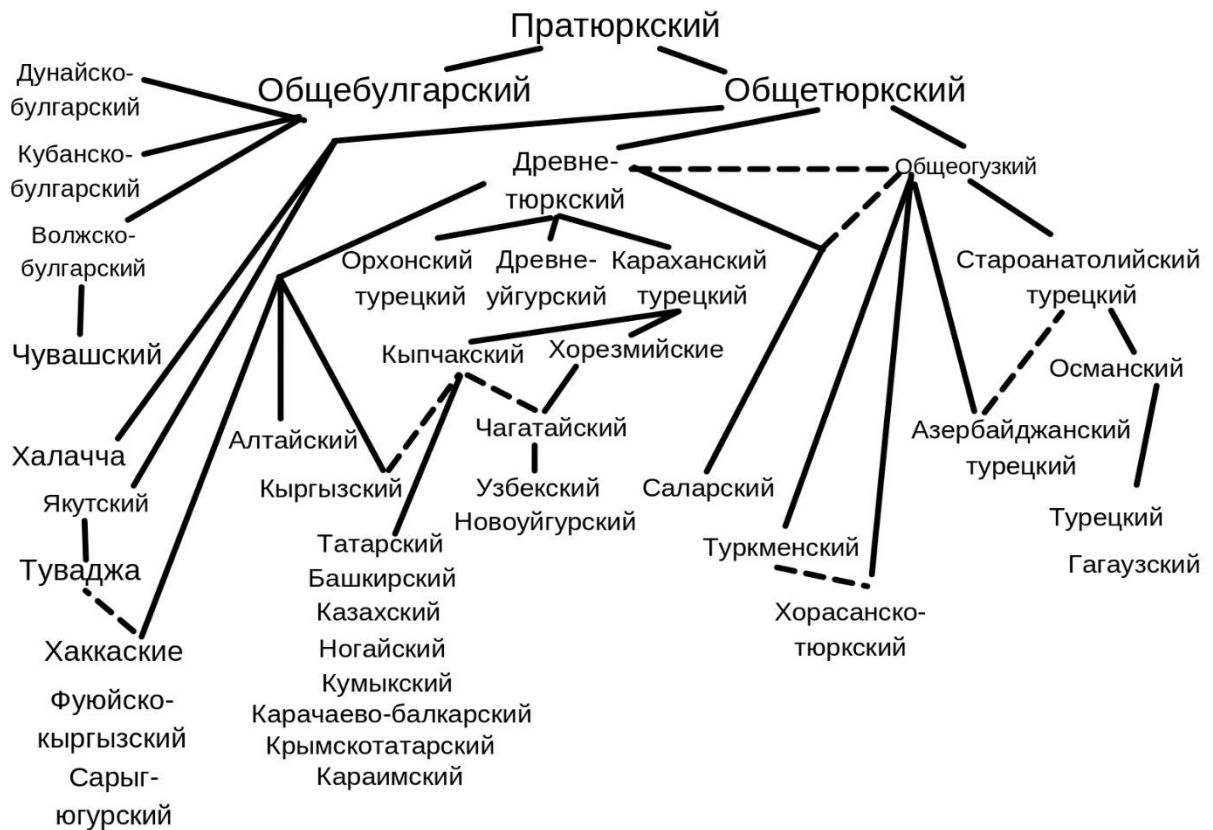 Пратюркский
Общебулгарский
Общетюркский
Дунайско-
булгарский
Кубанско-
булгарский
Волжско-
булгарский
Чувашский
Древне-
тюркский
Общеогузкий
Орхонский
турецкий
Древне-
уйгурский
Караханский
турецкий
Староанатолийский
турецкий
Кыпчакский
Хорезмийские
Османский
Халачча
Якутский
Туваджа
Хаккаские
Фуюйско-
кыргызский
Сарыг-
югурский
Алтайский
Кыргызский
Чагатайский
Узбекский
Новоуйгурский
Татарский
Башкирский
Казахский
Ногайский
Кумыкский
Карачаево-балкарский
Крымскотатарский
Караимский
Саларский
Туркменский
Хорасанско-
тюркский
Азербайджанский
турецкий
Турецкий
Гагаузский